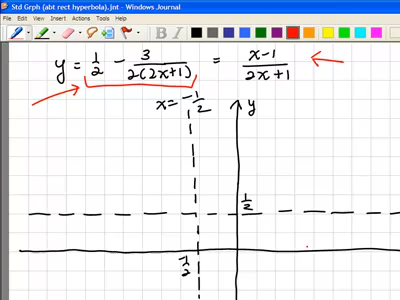 Std Grph (abt rect hyperbola).jnt - Windows Journal
File Edit View Insert Actions Tools Help
y = 1/2 - 3/(2(2x+1)) = (x-1)/(2x+1)
x = -1/2
y
1/2
-1/2